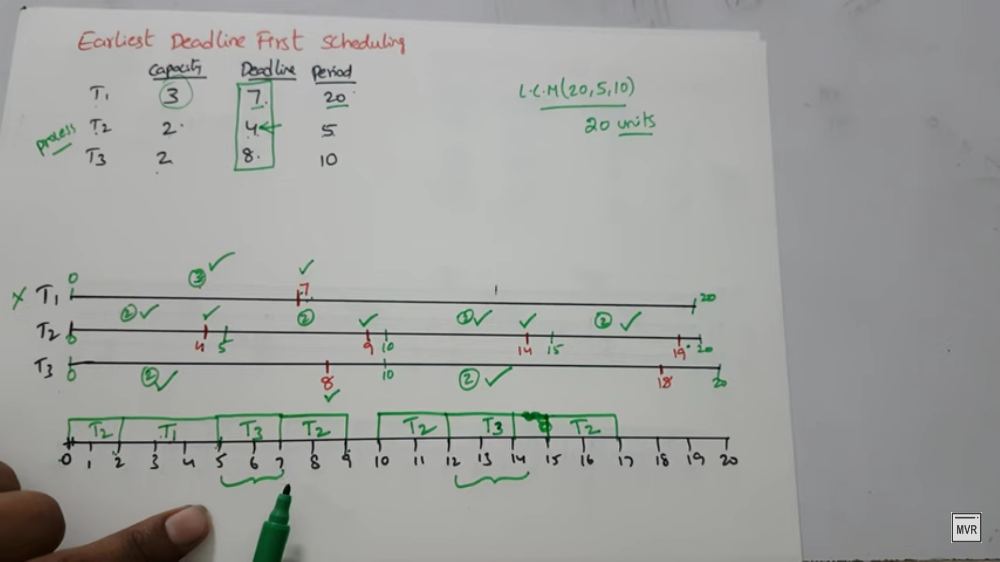 Earliest Deadline First Scheduling
Capacity Deadline Period
T1 3 7 20
T2 2 4 5
T3 2 8 10
process
L.C.M(20,5,10)
20 units
0 3
T1 7 20
2 2 2 2
T2 0 4 5 9 10 14 15 19 20
T3 0 8 10 18 20
2 2
T2 T1 T3 T2 T2 T3 T2
0 1 2 3 4 5 6 7 8 9 10 11 12 13 14 15 16 17 18 19 20
MVR